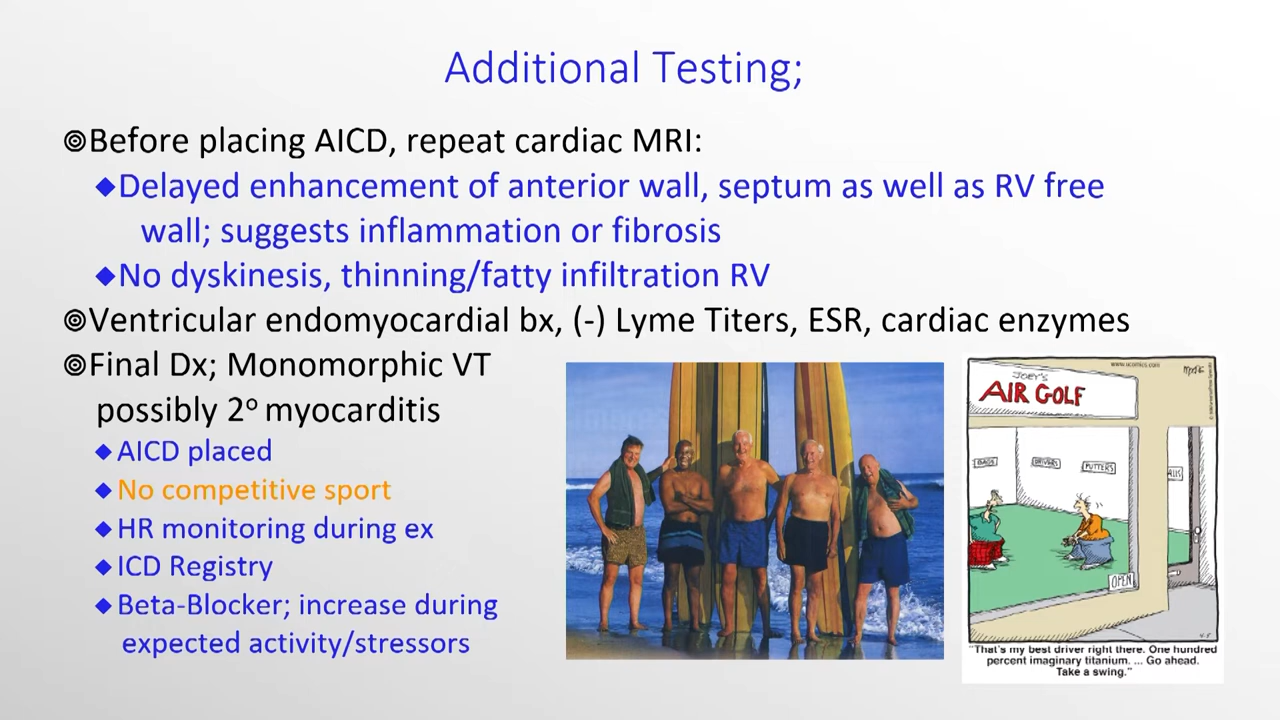 Additional Testing;
Before placing AICD, repeat cardiac MRI:
Delayed enhancement of anterior wall, septum as well as RV free
wall; suggests inflammation or fibrosis
No dyskinesis, thinning/fatty infiltration RV
Ventricular endomyocardial bx, (-) Lyme Titers, ESR, cardiac enzymes
Final Dx; Monomorphic VT
possibly 2º myocarditis
AICD placed
No competitive sport
HR monitoring during ex
ICD Registry
Beta-Blocker; increase during
expected activity/stressors
www.ucomics.com
JOEY'S
AIR GOLF
DRIVERS
PUTTERS
OPEN
"That's my best driver right there. One hundred
percent imaginary titanium. ... Go ahead.
Take a swing."